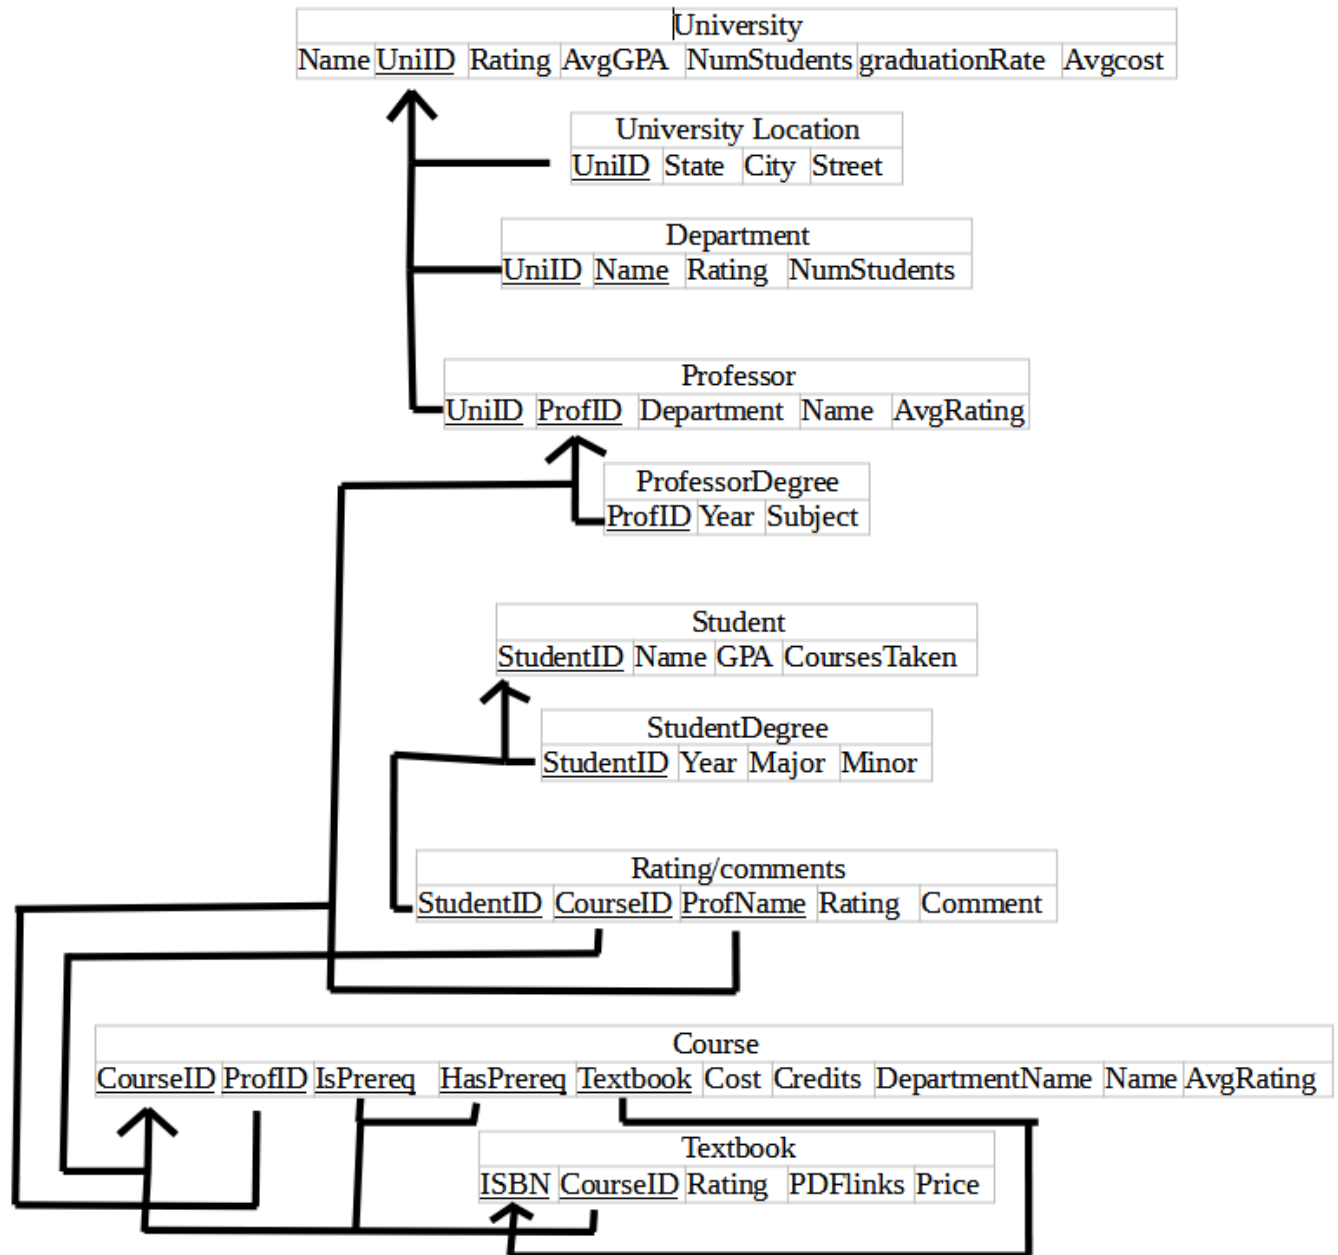 University
Name UniID Rating AvgGPA NumStudents graduationRate Avgcost
University Location
UniID State City Street
Department
UniID Name Rating NumStudents
Professor
UniID ProfID Department Name AvgRating
ProfessorDegree
ProfID Year Subject
Student
StudentID Name GPA CoursesTaken
StudentDegree
StudentID Year Major Minor
Rating/comments
StudentID CourseID ProfName Rating Comment
Course
CourseID ProfID IsPrereq HasPrereq Textbook Cost Credits DepartmentName Name AvgRating
Textbook
ISBN CourseID Rating PDFlinks Price